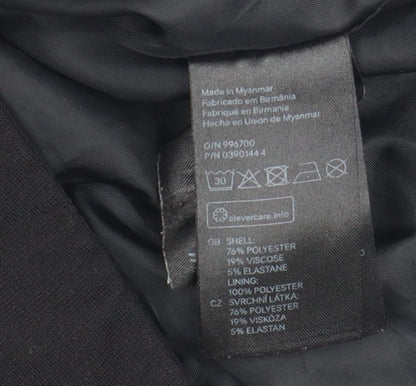 Made in Myanmar
Fabricado em Birmânia
Fabriqué en Birmanie
Hecho en Union de Myanmar
O/N 996700
P/N 0390144 4
30
clevercare.info
GB SHELL:
76% POLYESTER
19% VISCOSE
5% ELASTANE
LINING:
100% POLYESTER
CZ SVRCHNÍ LÁTKA:
76% POLYESTER
19% VISKÓZA
5% ELASTAN